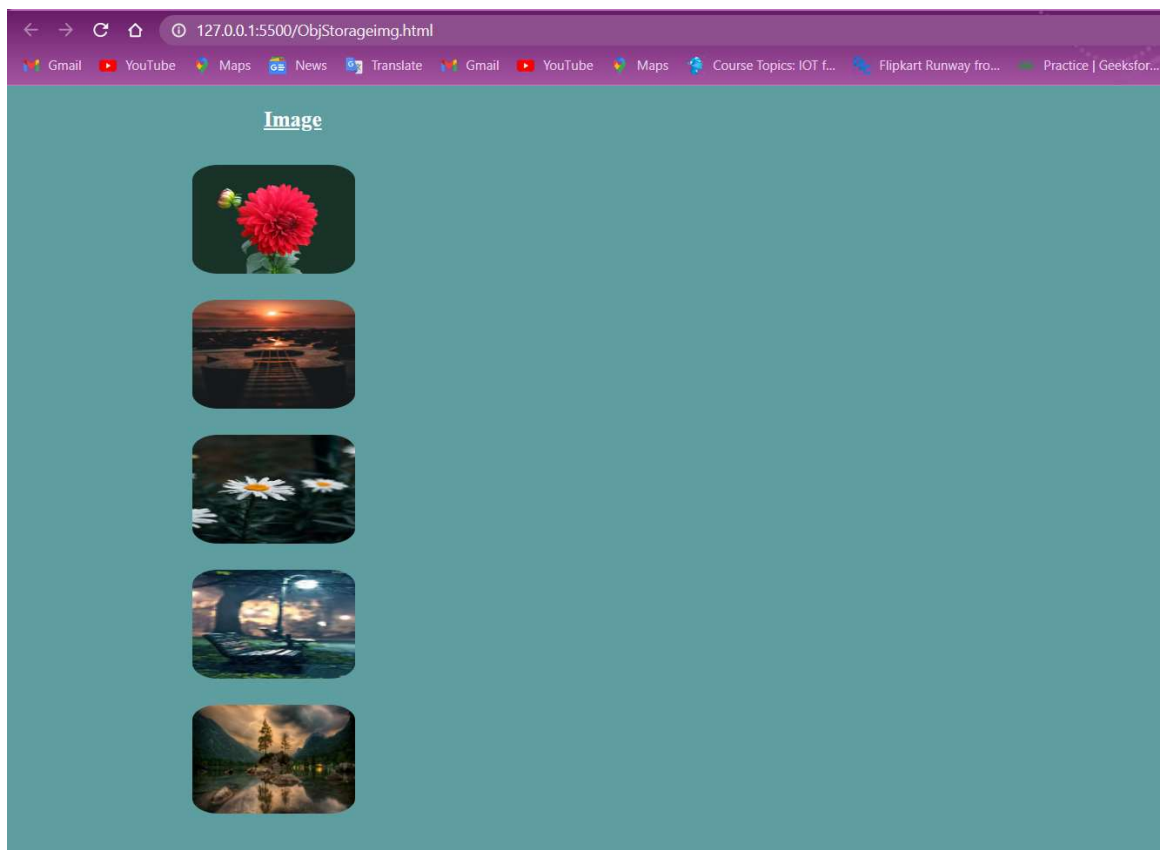 127.0.0.1:5500/ObjStorageimg.html
Gmail YouTube Maps News Translate Gmail YouTube Maps Course Topics: IOT f... Flipkart Runway fro... Practice | Geeksfor...
Image